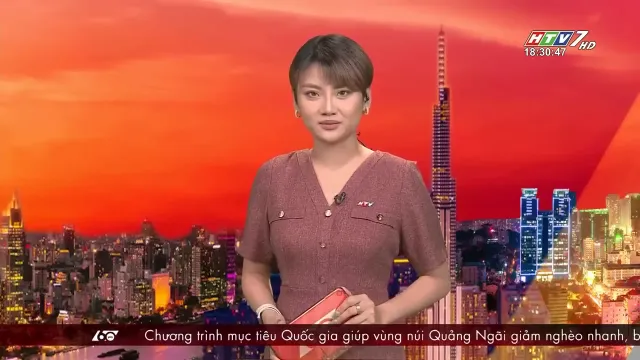 HTV7 HD
18:30:47
HTV
60
Chương trình mục tiêu Quốc gia giúp vùng núi Quảng Ngãi giảm nghèo nhanh, b